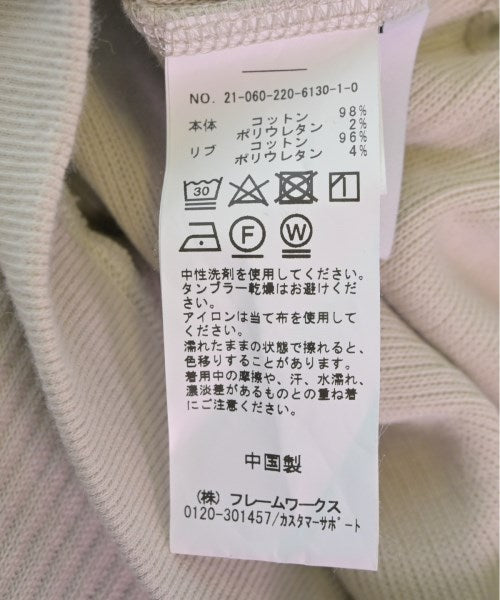 NO. 21-060-220-6130-1-0
本体 コットン 98%
ポリウレタン 2%
リブ コットン 96%
ポリウレタン 4%
30
F W
中性洗剤を使用してください。
タンブラー乾燥はお避けくだ
さい。
アイロンは当て布を使用して
ください。
濡れたままの状態で擦れると、
色移りすることがあります。
着用中の摩擦や、汗、水濡れ、
濃淡差があるものとの重ね着
にご注意ください。
中国製
(株) フレームワークス
0120-301457/カスタマーサポート